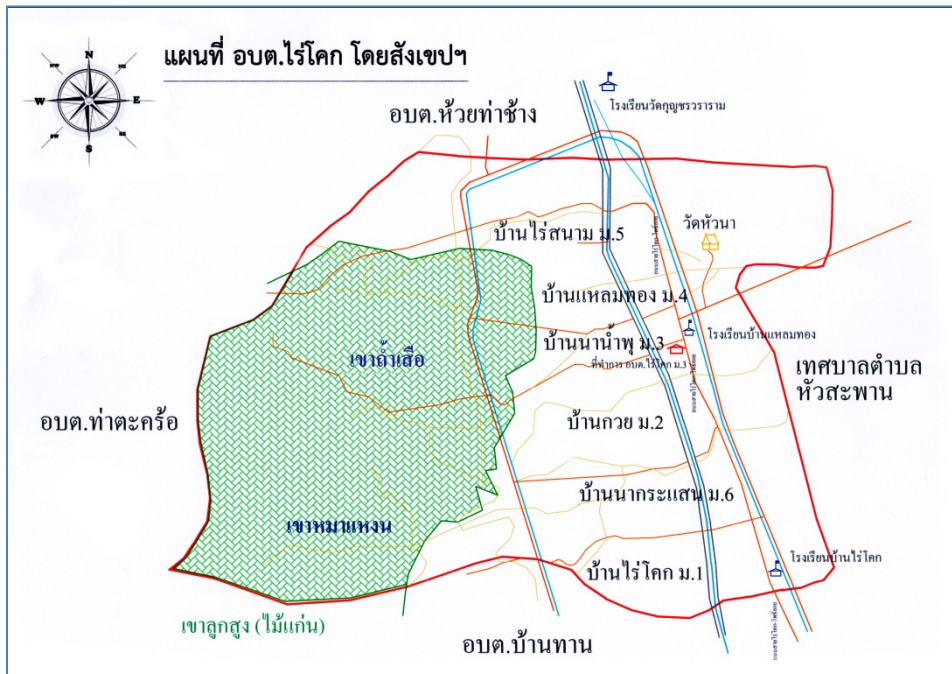 แผนที่ อบต.ไร่โคก โดยสังเขปฯ
N
NW
NE
W
E
SW
SE
S
โรงเรียนวัดกุญชรวราราม
อบต.ห้วยท่าช้าง
วัดหัวนา
บ้านไร่สนาม ม.5
บ้านแหลมทอง ม.4
โรงเรียนบ้านแหลมทอง
บ้านนาน้ำพุ ม.3
เขาถ้ำเสือ
ที่ทำการ อบต.ไร่โคก ม.3
เทศบาลตำบล
หัวสะพาน
อบต.ท่าตะคร้อ
บ้านกวย ม.2
บ้านนากระแสน ม.6
เขาหมาแหงน
โรงเรียนบ้านไร่โคก
บ้านไร่โคก ม.1
เขาลูกสูง (ไม้แก่น)
อบต.บ้านทาน